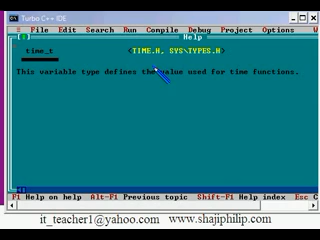 Turbo C++ IDE
File Edit Search Run Compile Debug Project Options W
Help
time_t <TIME.H, SYS\TYPES.H>
This variable type defines the value used for time functions.
F1 Help on help Alt-F1 Previous topic Shift-F1 Help index Esc C
it_teacher1@yahoo.com www.shajiphilip.com